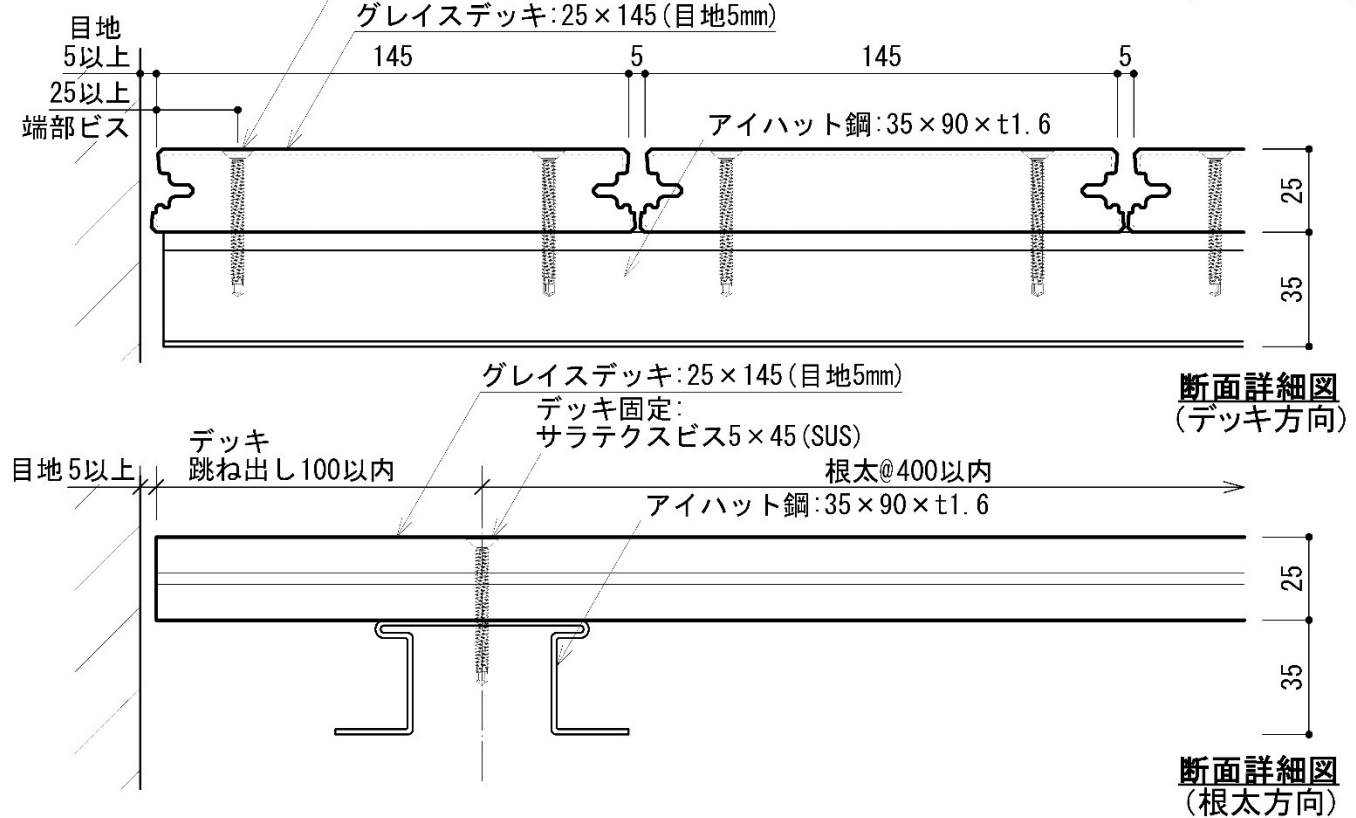 グレイスデッキ:25×145(目地5mm)
目地
5以上
145
5
145
5
25以上
端部ビス
アイハット鋼:35×90×t1.6
25
35
断面詳細図
(デッキ方向)
グレイスデッキ:25×145(目地5mm)
デッキ固定:
サラテクスビス5×45(SUS)
デッキ
跳ね出し100以内
目地5以上
根太@400以内
アイハット鋼:35×90×t1.6
25
35
断面詳細図
(根太方向)